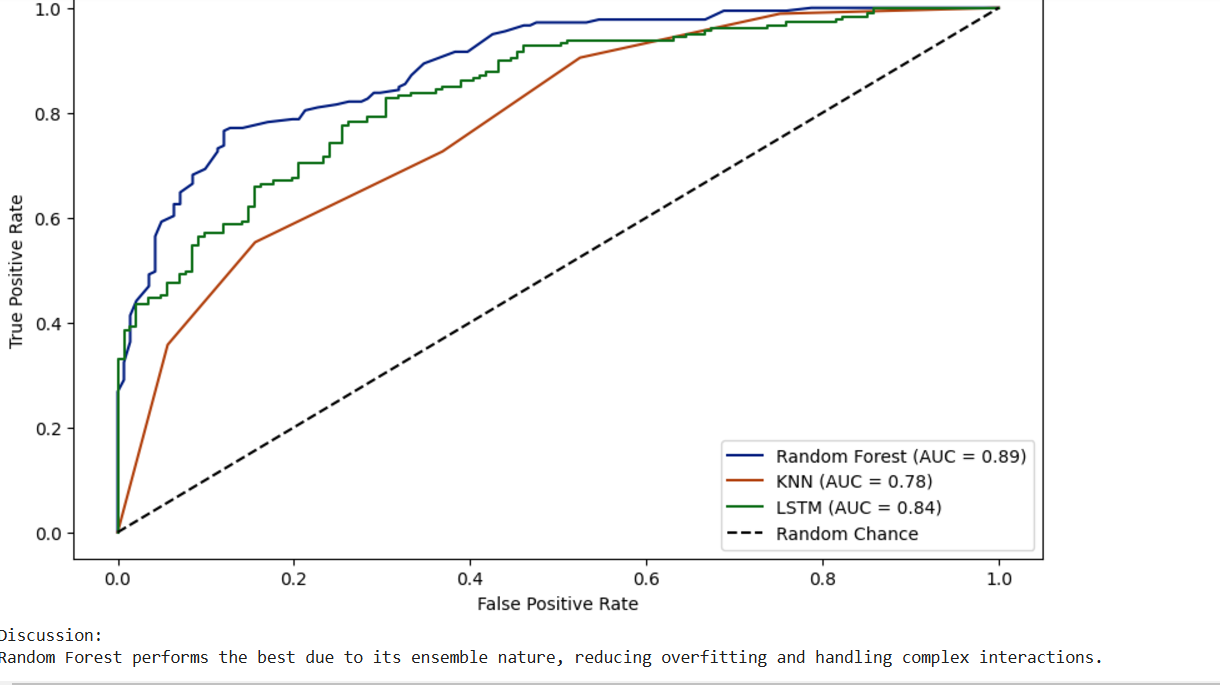 1.0
0.8
0.6
0.4
0.2
0.0
True Positive Rate
Random Forest (AUC = 0.89)
KNN (AUC = 0.78)
LSTM (AUC = 0.84)
Random Chance
0.0 0.2 0.4 0.6 0.8 1.0
False Positive Rate
Discussion:
Random Forest performs the best due to its ensemble nature, reducing overfitting and handling complex interactions.